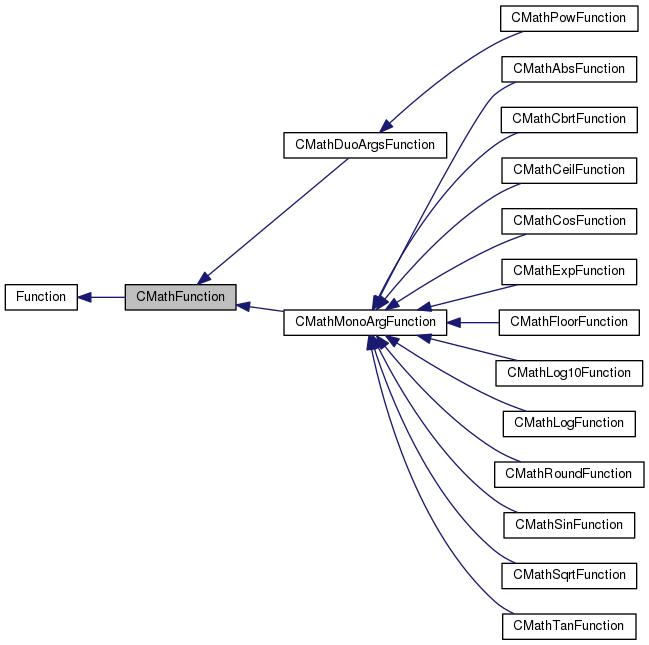 CMathPowFunction
CMathAbsFunction
CMathCbrtFunction
CMathDuoArgsFunction
CMathCeilFunction
CMathCosFunction
CMathExpFunction
Function
CMathFunction
CMathMonoArgFunction
CMathFloorFunction
CMathLog10Function
CMathLogFunction
CMathRoundFunction
CMathSinFunction
CMathSqrtFunction
CMathTanFunction